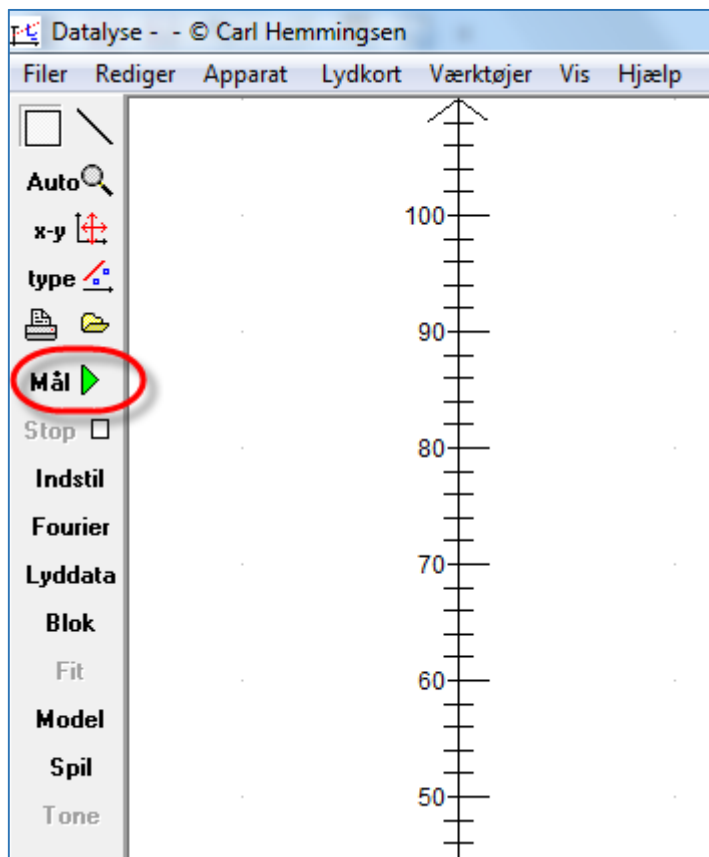 Datalyse - - © Carl Hemmingsen
Filer Rediger Apparat Lydkort Værktøjer Vis Hjælp
Auto
x-y
type
Mål
Stop
Indstil
Fourier
Lyddata
Blok
Fit
Model
Spil
Tone
100
90
80
70
60
50